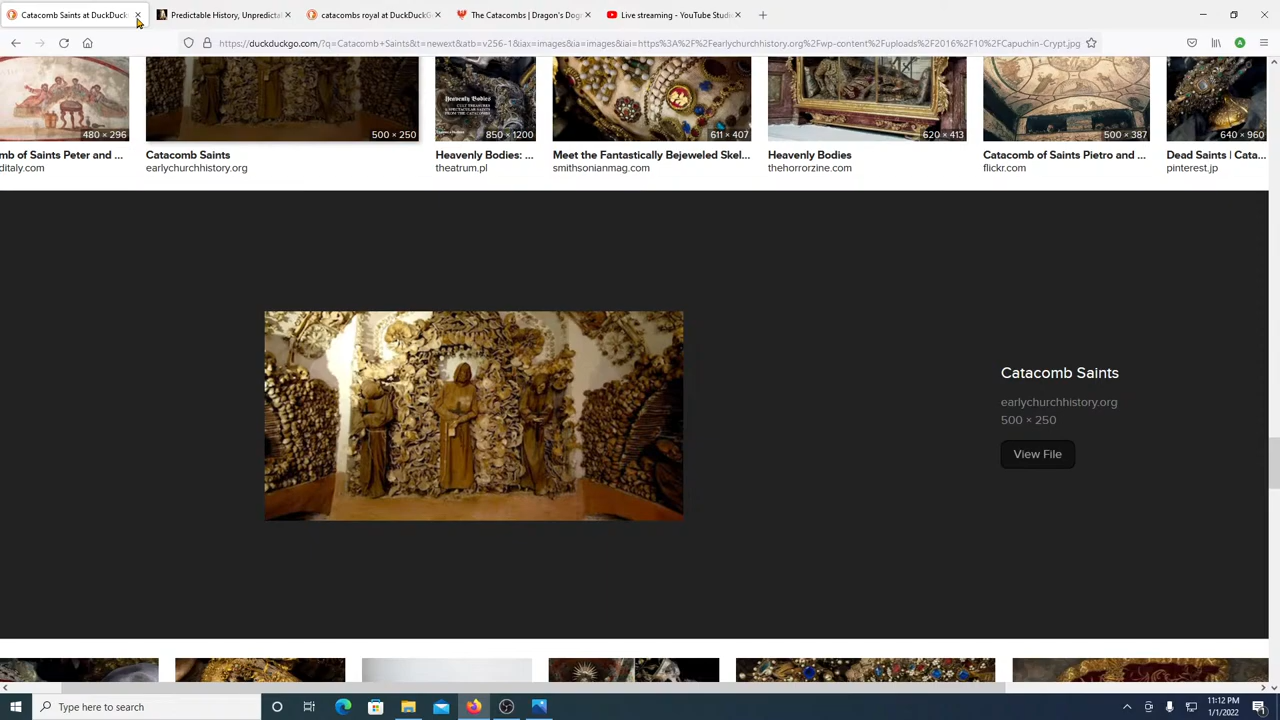 Catacomb Saints at DuckDuck
Predictable History, Unpredicta
catacombs royal at DuckDuckG
The Catacombs | Dragon's Dog
Live streaming - YouTube Studi
https://duckduckgo.com/?q=Catacomb+Saints&t=newext&atb=v256-1&iax=images&ia=images&iai=https%3A%2F%2Fearlychurchhistory.org%2Fwp-content%2Fuploads%2F2016%2F10%2FCapuchin-Crypt.jpg
480 × 296
500 × 250
Heavenly Bodies
850 × 1200
611 × 407
620 × 413
500 × 387
640 × 960
mb of Saints Peter and ...
Catacomb Saints
Heavenly Bodies: ...
Meet the Fantastically Bejeweled Skel...
Heavenly Bodies
Catacomb of Saints Pietro and ...
Dead Saints | Cata...
ditaly.com
earlychurchhistory.org
theatrum.pl
smithsonianmag.com
thehorrorzine.com
flickr.com
pinterest.jp
Catacomb Saints
earlychurchhistory.org
500 × 250
View File
Type here to search
11:12 PM
1/1/2022